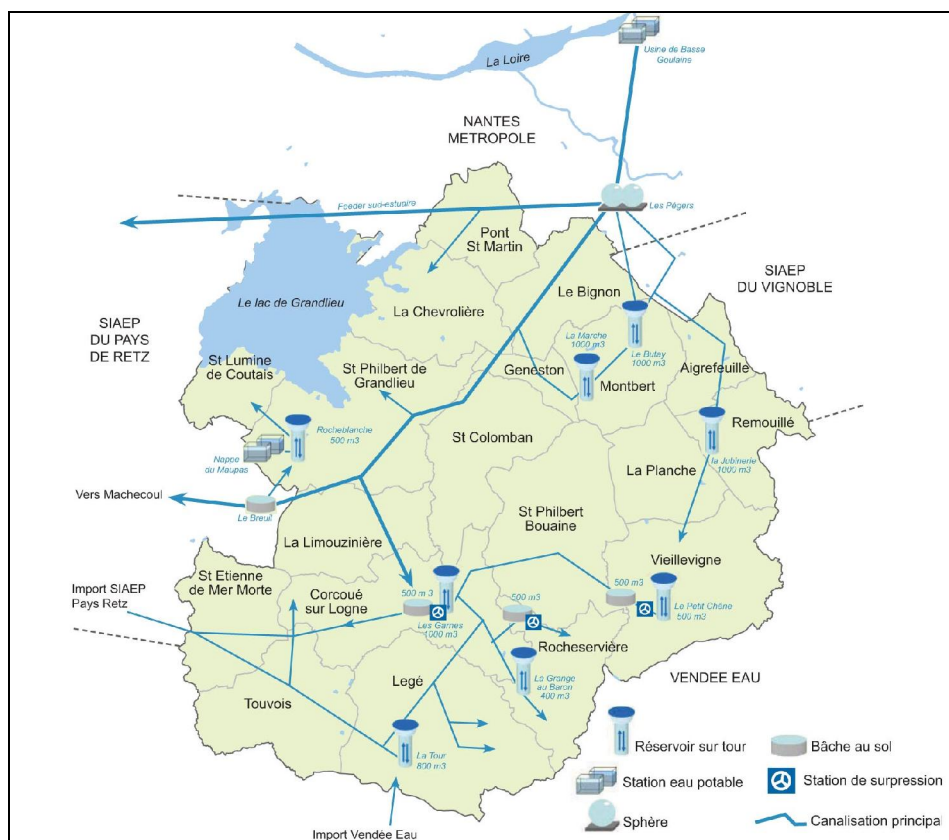 Usine de Basse
Goulaine
La Loire
NANTES
METROPOLE
Feeder sud-estuaire
Les Pégers
Pont
St Martin
SIAEP
DU VIGNOBLE
Le Bignon
Le lac de Grandlieu
La Chevrolière
SIAEP
DU PAYS
DE RETZ
La Marche
1000 m3
Le Butay
1000 m3
St Lumine
de Coutais
St Philbert de
Grandlieu
Geneston
Montbert
Aigrefeuille
Rocheblanche
500 m3
Remouillé
St Colomban
Nappe
du Maupas
la Jobinerie
1000 m3
La Planche
Vers Machecoul
Le Breuil
St Philbert
Bouaine
La Limouzinière
Vieillevigne
St Etienne
de Mer Morte
Import SIAEP
Pays Retz
Corcoué
sur Logne
500 m 3
500 m3
500 m3
Les Games
1000 m3
Le Petit Chêne
500 m3
Rocheservière
Legé
La Grange
au Baron
400 m3
VENDEE EAU
Touvois
La Tour
800 m3
Import Vendée Eau
Réservoir sur tour
Bâche au sol
Station eau potable
Station de surpression
Sphère
Canalisation principal